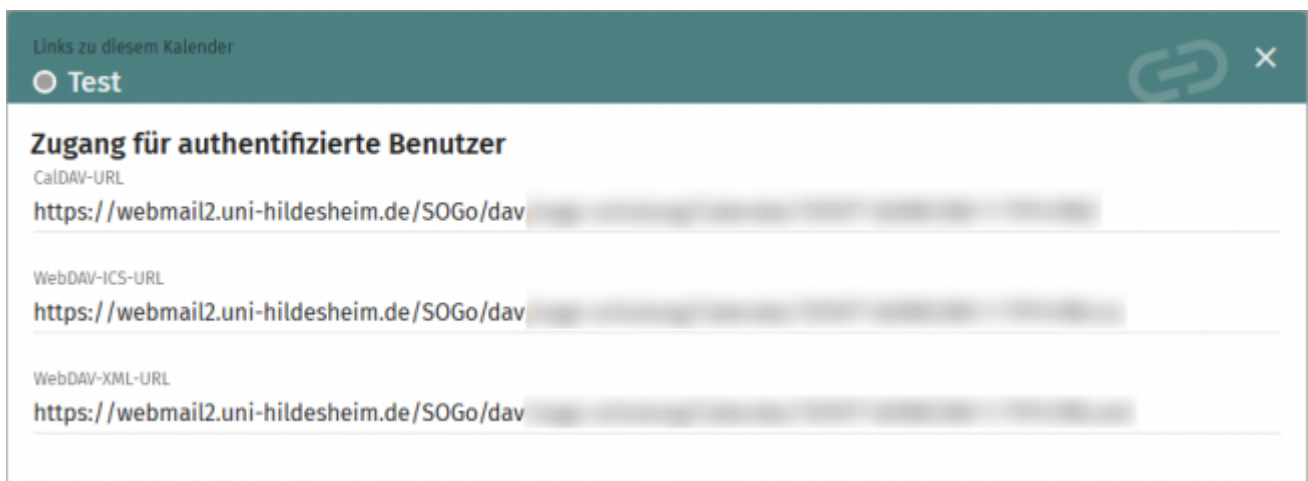 Links zu diesem Kalender
Test
Zugang für authentifizierte Benutzer
CalDAV-URL
https://webmail2.uni-hildesheim.de/SOGo/dav
WebDAV-ICS-URL
https://webmail2.uni-hildesheim.de/SOGo/dav
WebDAV-XML-URL
https://webmail2.uni-hildesheim.de/SOGo/dav